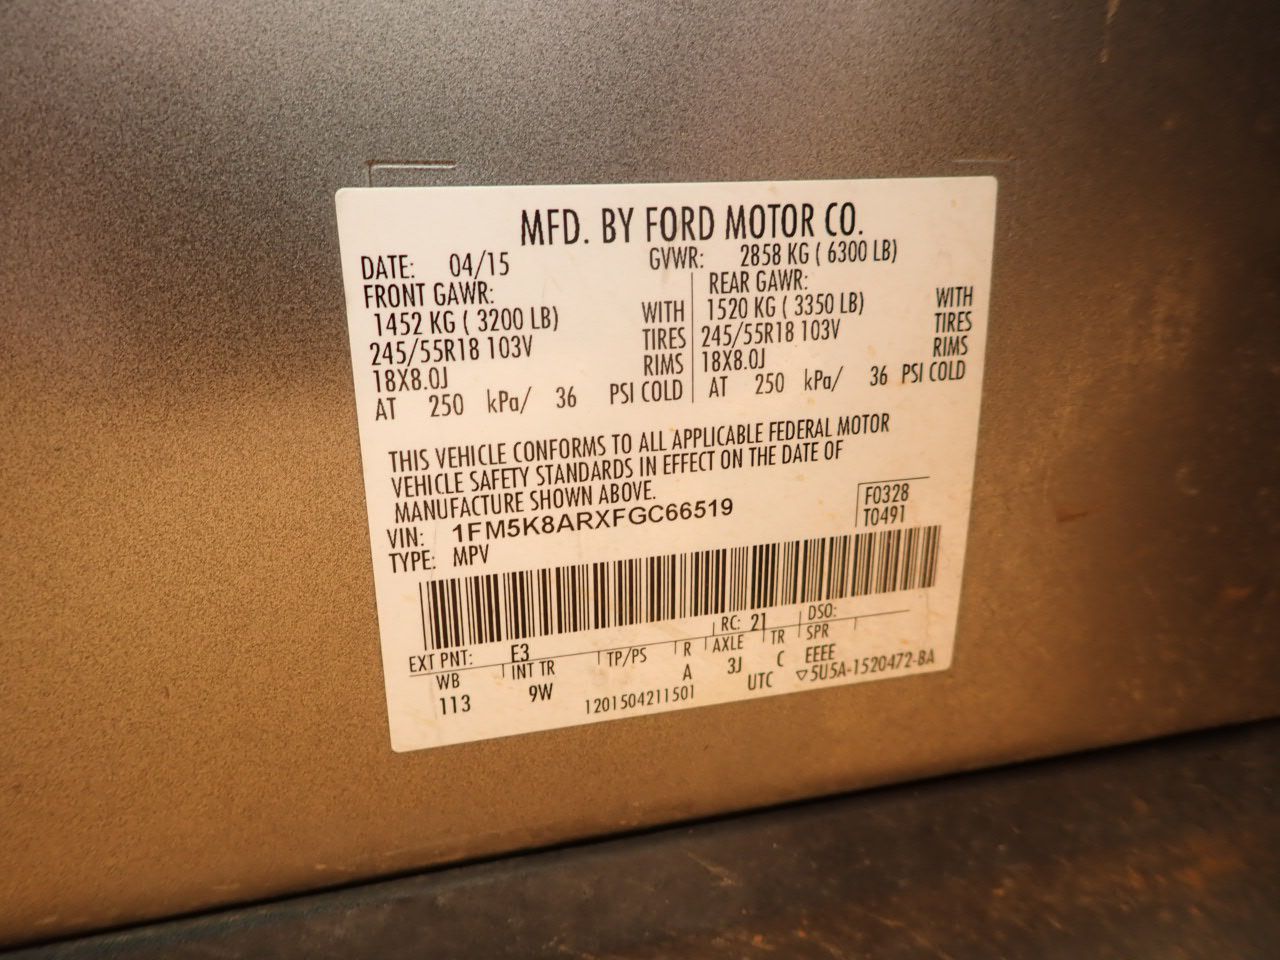 MFD. BY FORD MOTOR CO.
DATE: 04/15 GVWR: 2858 KG ( 6300 LB)
FRONT GAWR: REAR GAWR:
1452 KG ( 3200 LB) WITH 1520 KG ( 3350 LB) WITH
245/55R18 103V TIRES 245/55R18 103V TIRES
18X8.0J RIMS 18X8.0J RIMS
AT 250 kPa/ 36 PSI COLD AT 250 kPa/ 36 PSI COLD
THIS VEHICLE CONFORMS TO ALL APPLICABLE FEDERAL MOTOR
VEHICLE SAFETY STANDARDS IN EFFECT ON THE DATE OF
MANUFACTURE SHOWN ABOVE.
VIN: 1FM5K8ARXFGC66519 F0328
TYPE: MPV T0491
EXT PNT: E3 RC: 21 DSO:
WB INT TR TP/PS R AXLE TR SPR
113 9W A 3J C EEEE
1201504211501 UTC ▽5U5A-1520472-BA